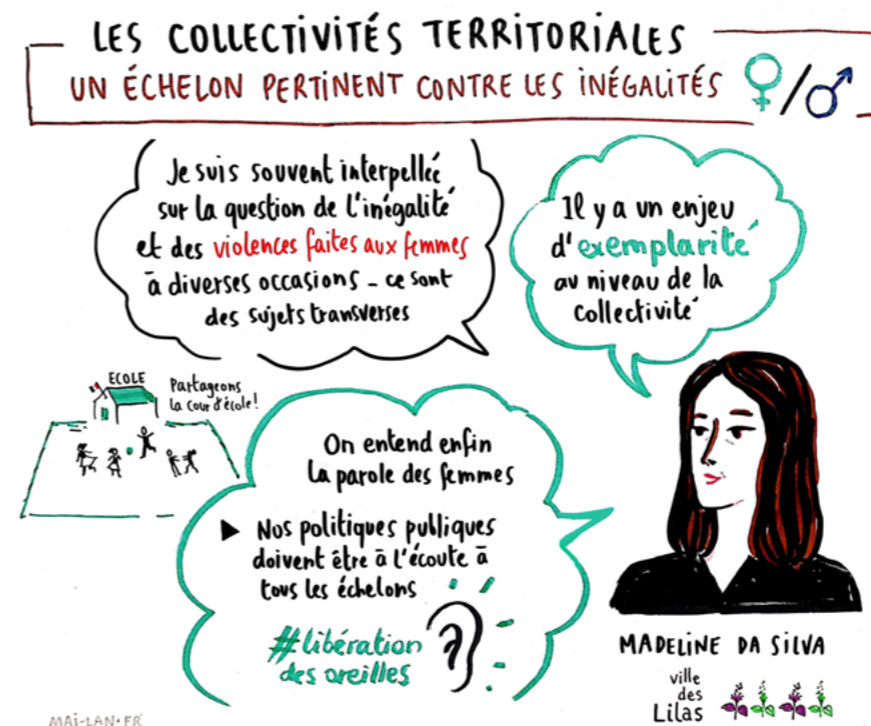 LES COLLECTIVITÉS TERRITORIALES
UN ÉCHELON PERTINENT CONTRE LES INÉGALITÉS ♀/♂
Je suis souvent interpellée
sur la question de l'inégalité
et des violences faites aux femmes
à diverses occasions - ce sont
des sujets transverses
Il y a un enjeu
d'exemplarité
au niveau de la
collectivité
ECOLE
Partageons
la cour d'école!
On entend enfin
la parole des femmes
► Nos politiques publiques
doivent être à l'écoute à
tous les échelons
#libération
des oreilles
MADELINE DA SILVA
ville
des
Lilas
MAI-LAN.FR